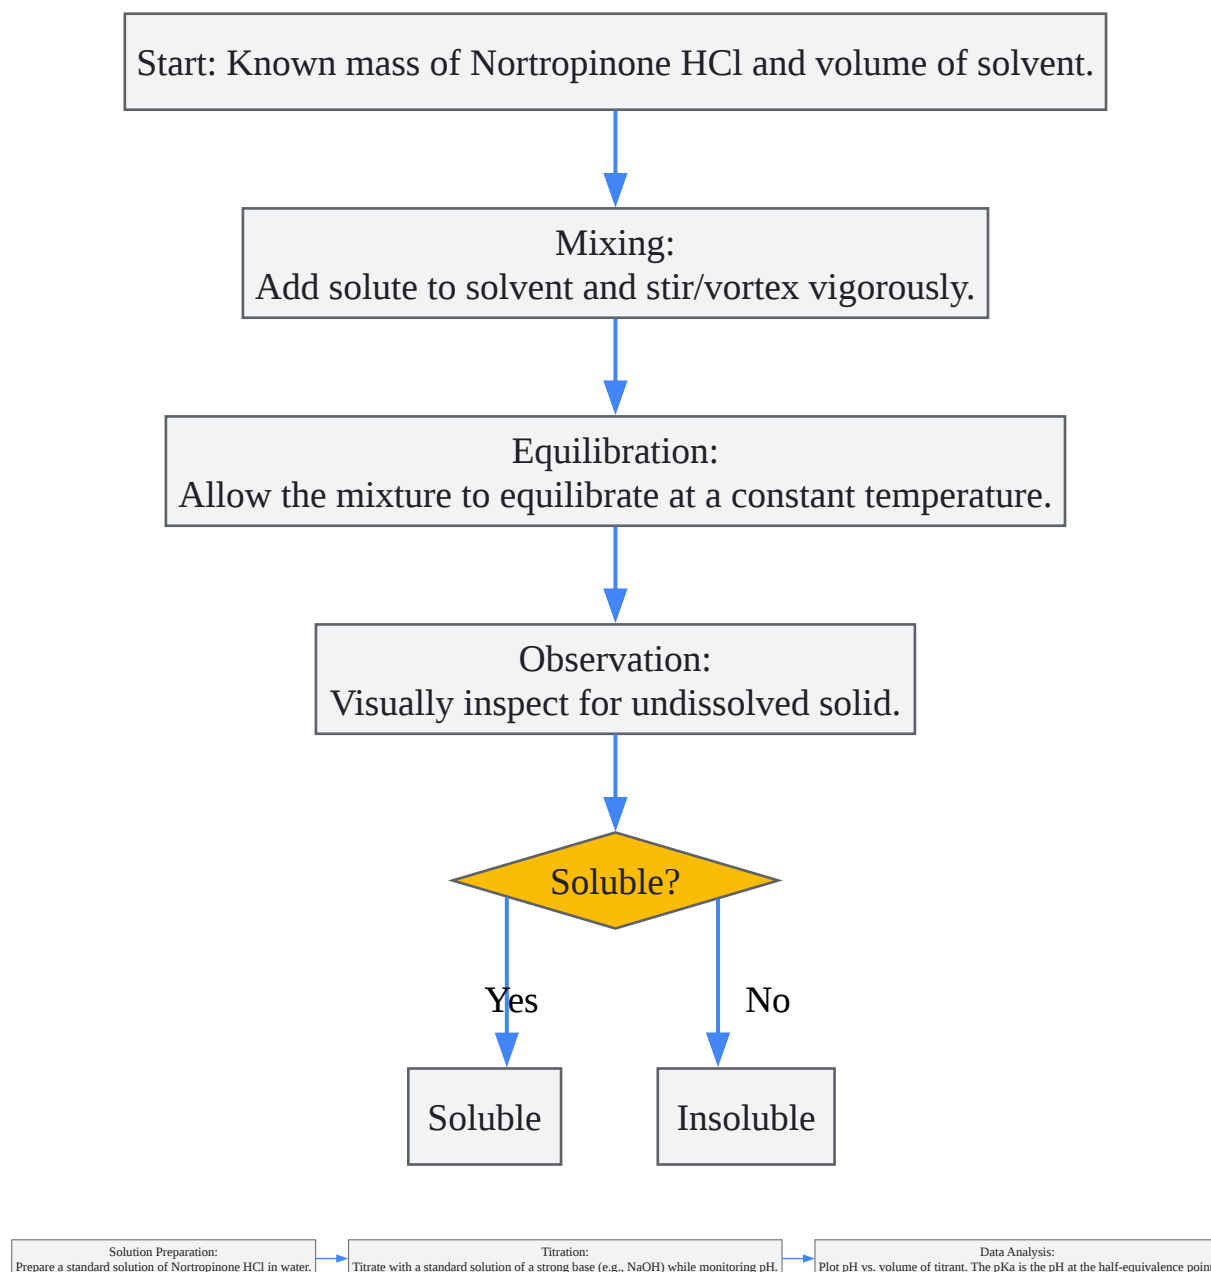 Start: Known mass of Nortropinone HCl and volume of solvent.
Mixing:
Add solute to solvent and stir/vortex vigorously.
Equilibration:
Allow the mixture to equilibrate at a constant temperature.
Observation:
Visually inspect for undissolved solid.
Soluble?
Yes
No
Soluble
Insoluble
Solution Preparation:
Prepare a standard solution of Nortropinone HCl in water.
Titration:
Titrate with a standard solution of a strong base (e.g., NaOH) while monitoring pH.
Data Analysis:
Plot pH vs. volume of titrant. The pKa is the pH at the half-equivalence point